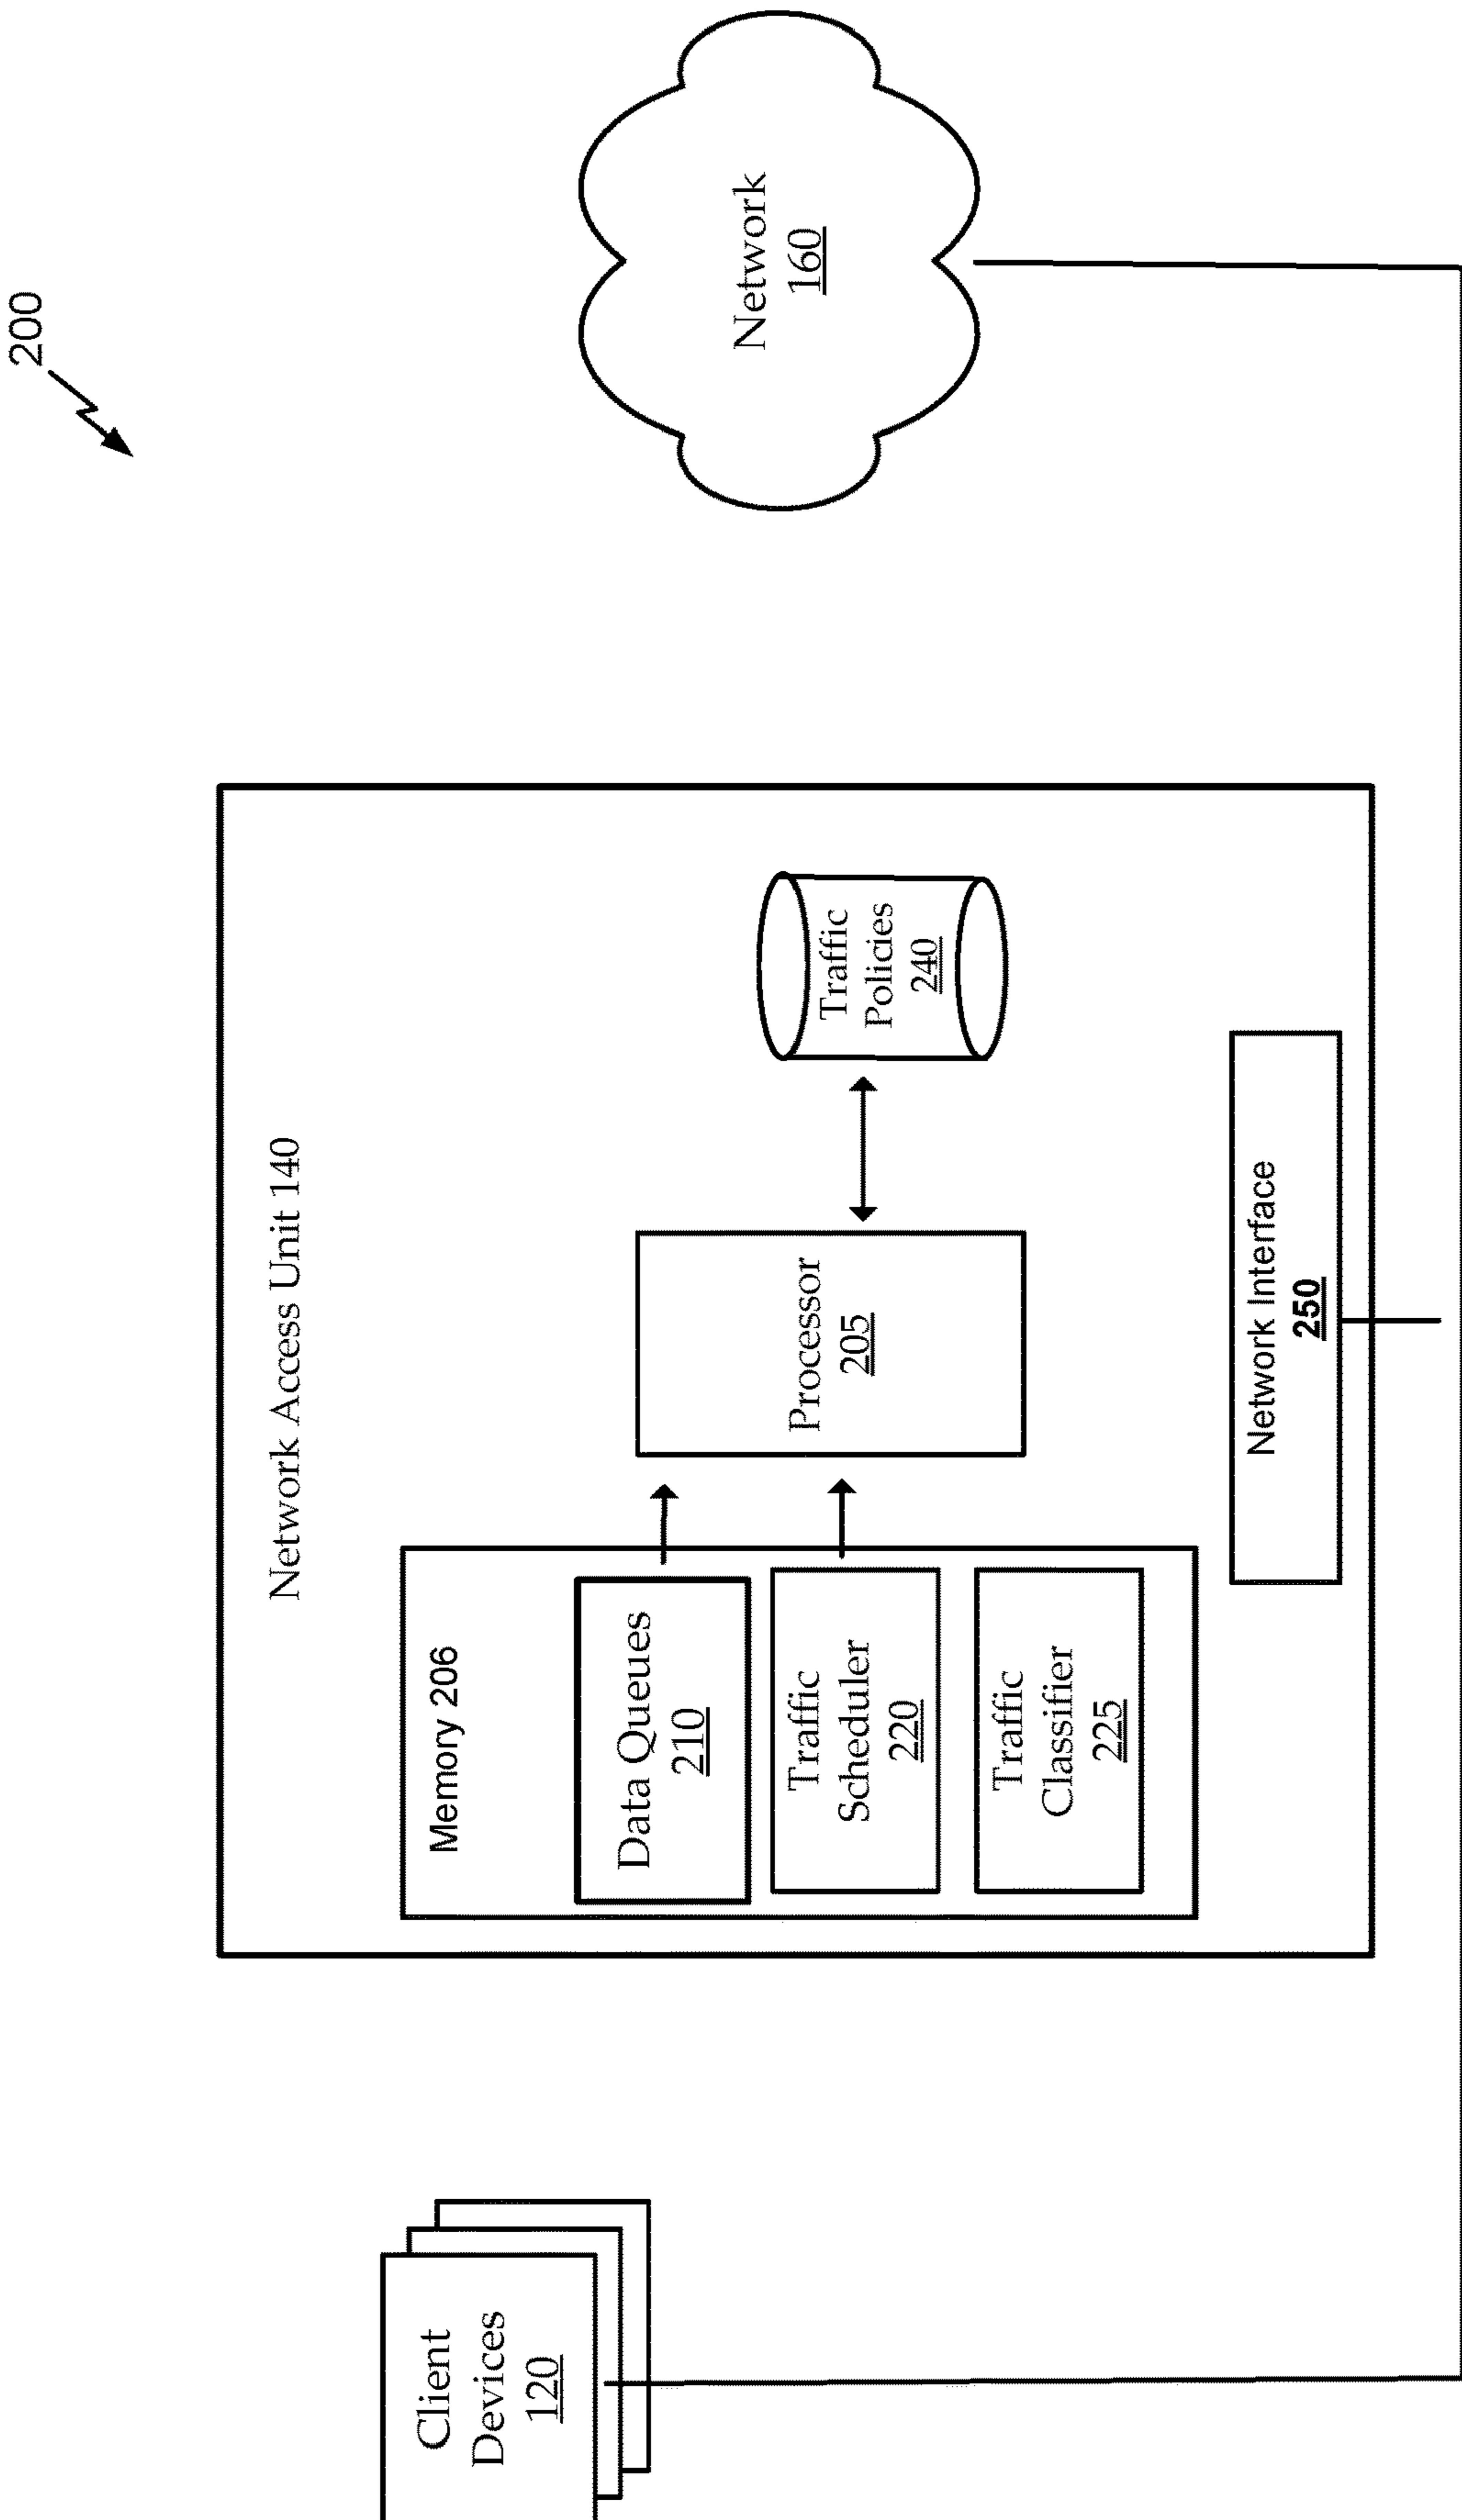 200
Network Access Unit 140
Client
Devices
120
Memory 206
Data Queues
210
Traffic
Scheduler
220
Traffic
Classifier
225
Processor
205
Traffic
Policies
240
Network Interface
250
Network
160